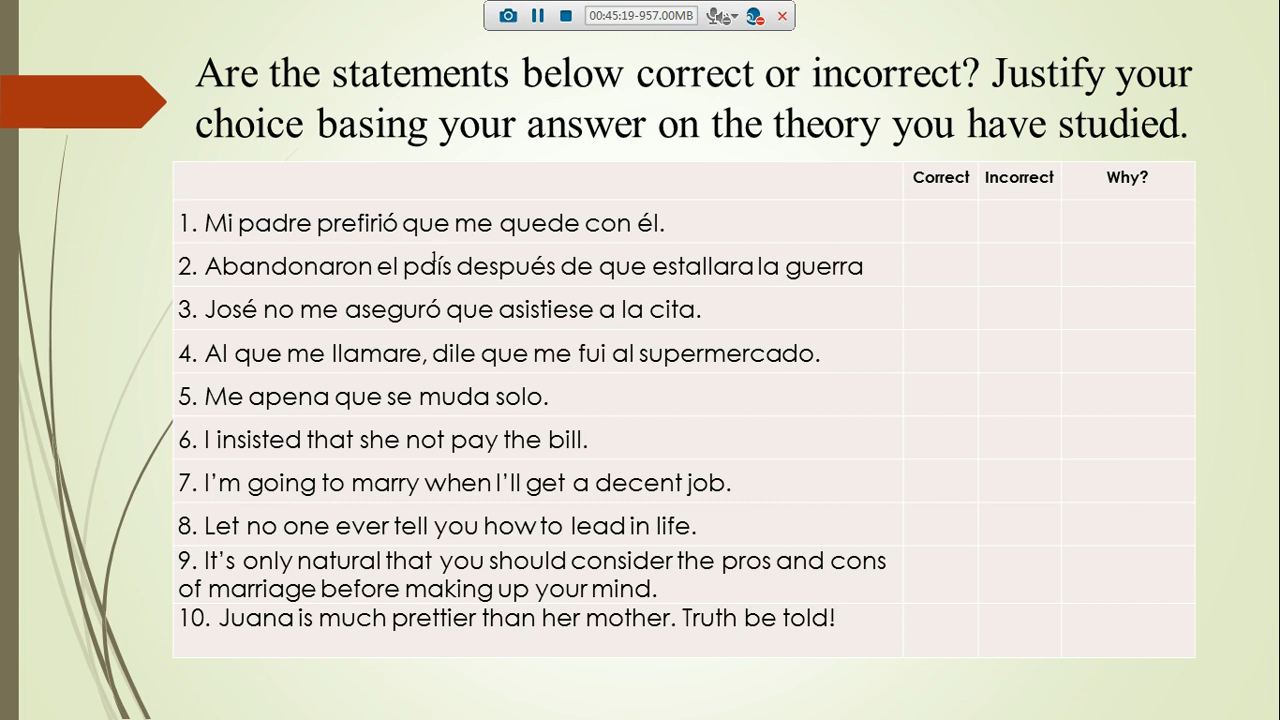 00:45:19-957.00MB
Are the statements below correct or incorrect? Justify your
choice basing your answer on the theory you have studied.
Correct Incorrect Why?
1. Mi padre prefirió que me quede con él.
2. Abandonaron el país después de que estallara la guerra
3. José no me aseguró que asistiese a la cita.
4. Al que me llamare, dile que me fui al supermercado.
5. Me apena que se muda solo.
6. I insisted that she not pay the bill.
7. I'm going to marry when I'll get a decent job.
8. Let no one ever tell you how to lead in life.
9. It's only natural that you should consider the pros and cons
of marriage before making up your mind.
10. Juana is much prettier than her mother. Truth be told!